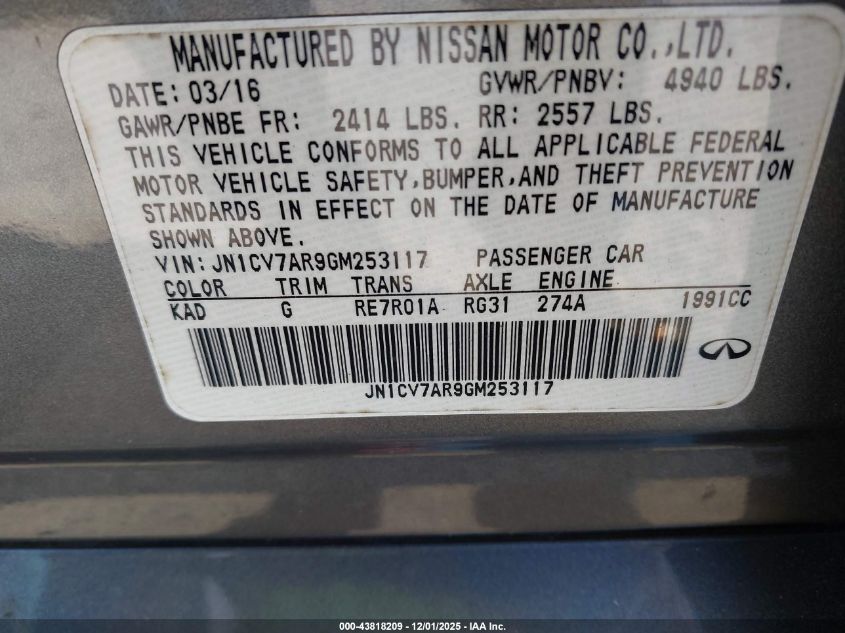 MANUFACTURED BY NISSAN MOTOR CO.,LTD.
DATE: 03/16 GVWR/PNBV: 4940 LBS.
GAWR/PNBE FR: 2414 LBS. RR: 2557 LBS.
THIS VEHICLE CONFORMS TO ALL APPLICABLE FEDERAL
MOTOR VEHICLE SAFETY,BUMPER,AND THEFT PREVENTION
STANDARDS IN EFFECT ON THE DATE OF MANUFACTURE
SHOWN ABOVE.
VIN: JN1CV7AR9GM253117 PASSENGER CAR
COLOR TRIM TRANS AXLE ENGINE
KAD G RE7R01A RG31 274A 1991CC
JN1CV7AR9GM253117
000-43818209 - 12/01/2025 - IAA Inc.